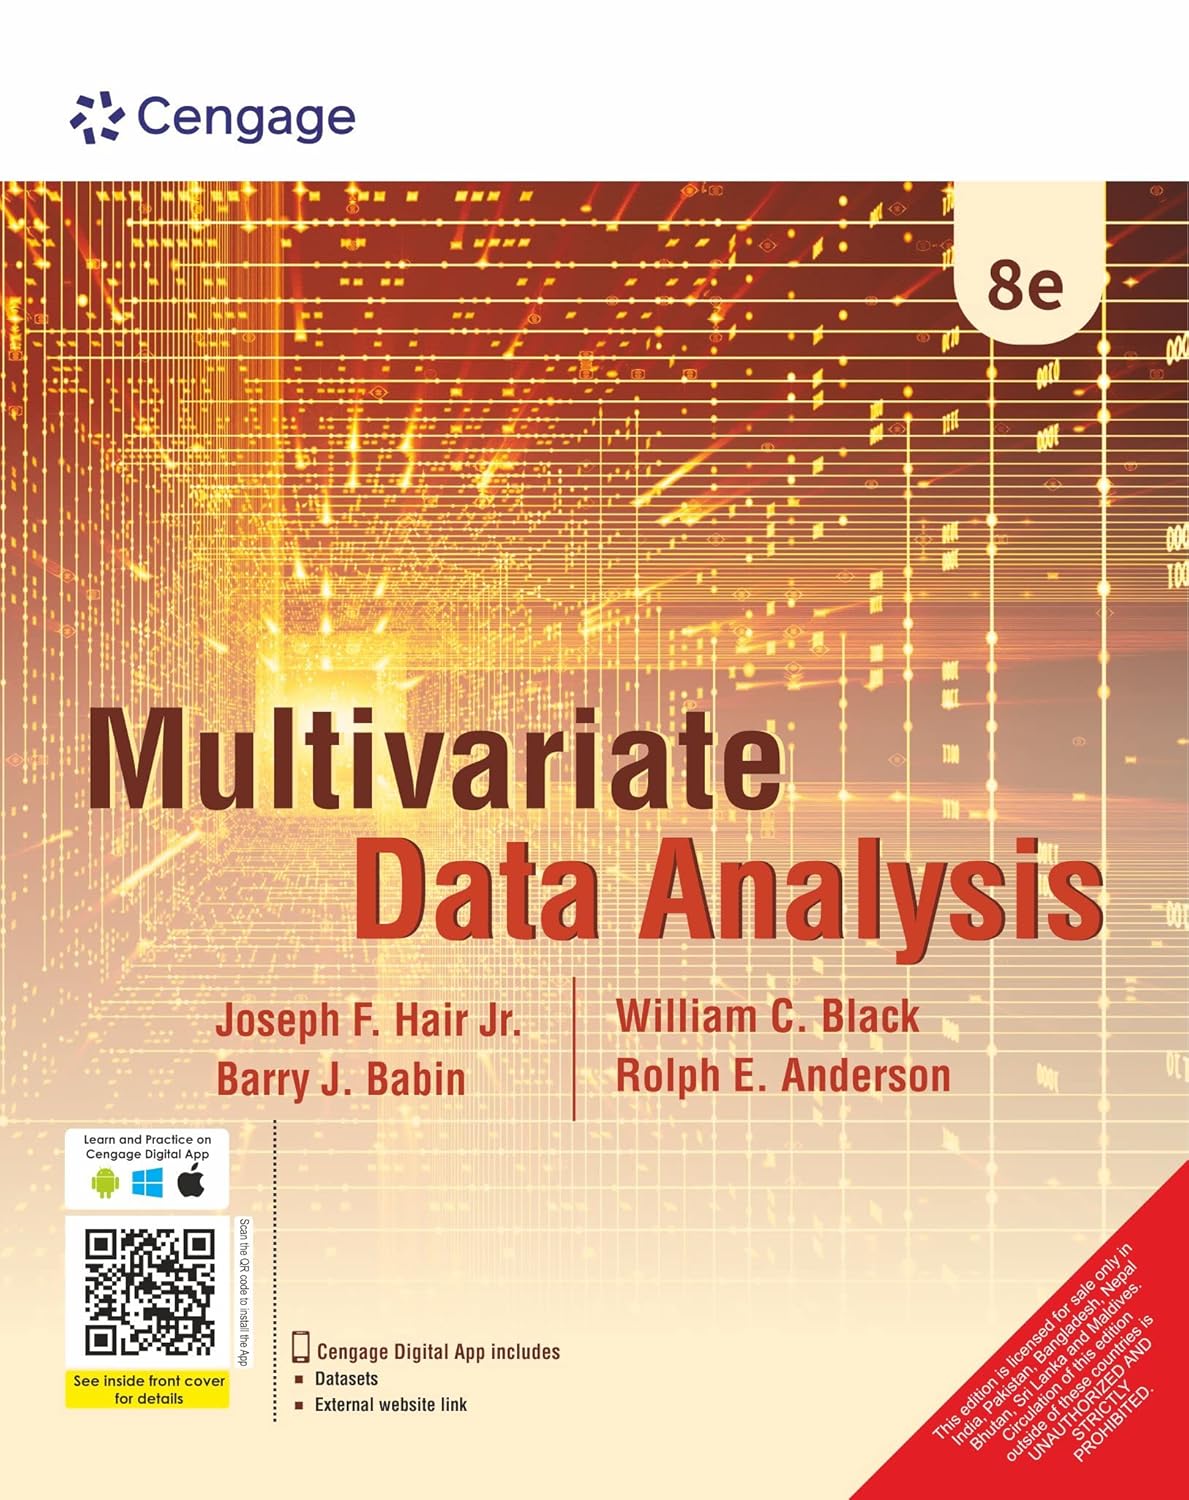 Cengage
8e
Multivariate
Data Analysis
Joseph F. Hair Jr.
Barry J. Babin
William C. Black
Rolph E. Anderson
Learn and Practice on
Cengage Digital App
Scan the QR code to install the App
See inside front cover
for details
Cengage Digital App includes
Datasets
External website link
This edition is licensed for sale only in
India, Pakistan, Bangladesh, Nepal
Bhutan, Sri Lanka and Maldives.
Circulation of this edition
outside of these countries is
UNAUTHORIZED AND
STRICTLY
PROHIBITED.